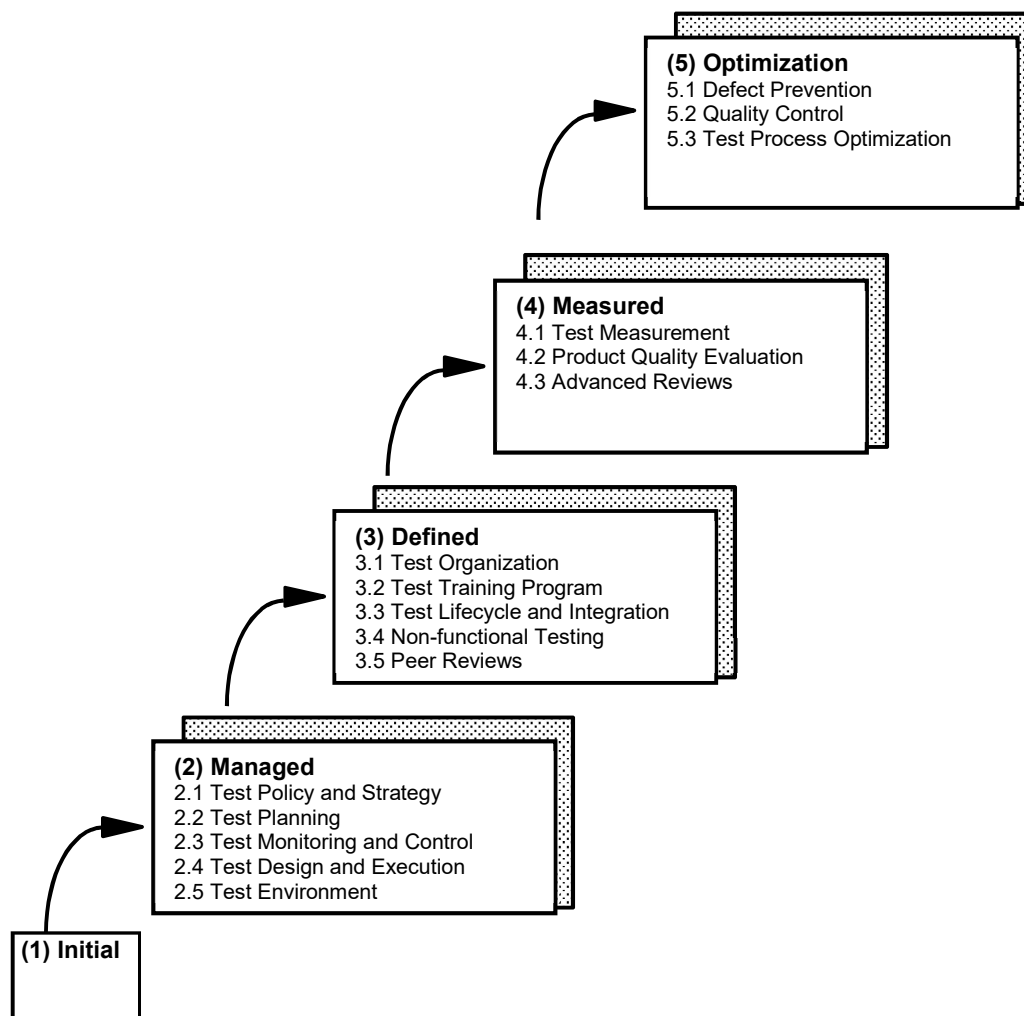 (5) Optimization
5.1 Defect Prevention
5.2 Quality Control
5.3 Test Process Optimization
(4) Measured
4.1 Test Measurement
4.2 Product Quality Evaluation
4.3 Advanced Reviews
(3) Defined
3.1 Test Organization
3.2 Test Training Program
3.3 Test Lifecycle and Integration
3.4 Non-functional Testing
3.5 Peer Reviews
(2) Managed
2.1 Test Policy and Strategy
2.2 Test Planning
2.3 Test Monitoring and Control
2.4 Test Design and Execution
2.5 Test Environment
(1) Initial